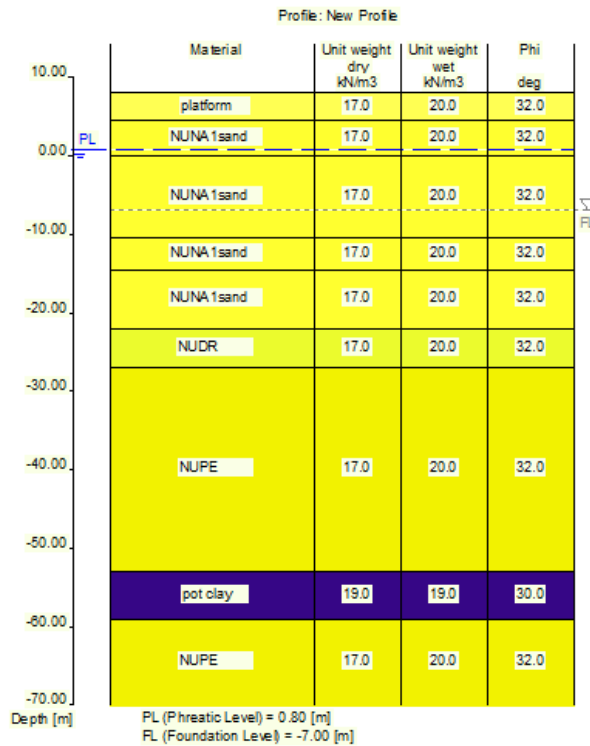 Profile: New Profile
Material Unit weight dry kN/m3 Unit weight wet kN/m3 Phi deg
10.00
platform 17.0 20.0 32.0
PL NUNA1sand 17.0 20.0 32.0
0.00
NUNA1sand 17.0 20.0 32.0
-10.00
NUNA1sand 17.0 20.0 32.0
NUNA1sand 17.0 20.0 32.0
-20.00
NUDR 17.0 20.0 32.0
-30.00
NUPE 17.0 20.0 32.0
-40.00
-50.00
pot clay 19.0 19.0 30.0
-60.00
NUPE 17.0 20.0 32.0
-70.00
Depth [m] PL (Phreatic Level) = 0.80 [m]
FL (Foundation Level) = -7.00 [m]